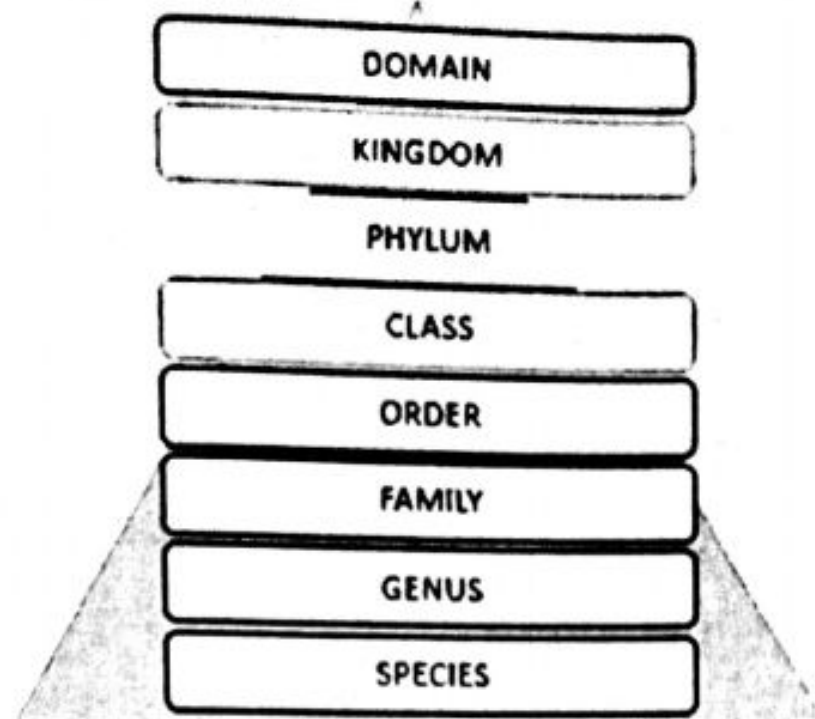 DOMAIN
KINGDOM
PHYLUM
CLASS
ORDER
FAMILY
GENUS
SPECIES